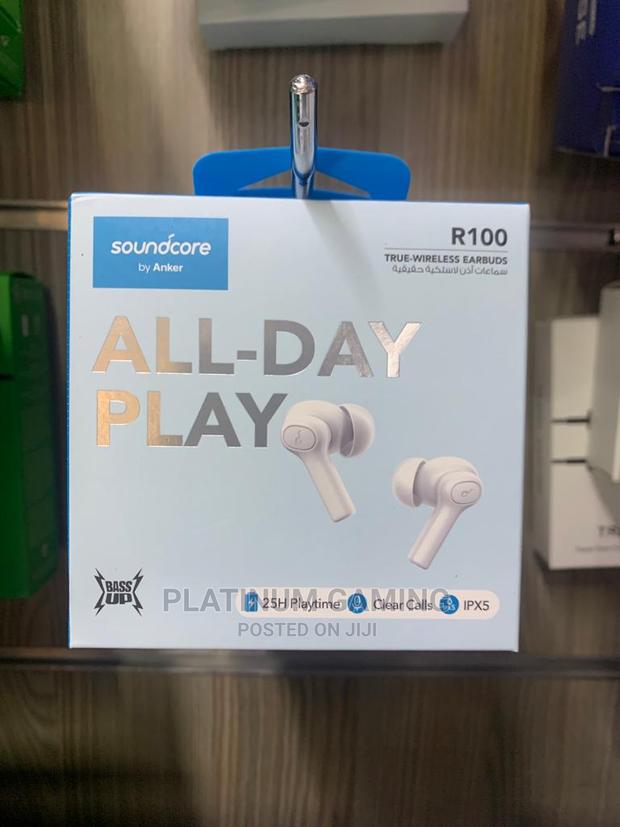 soundcore
by Anker
R100
TRUE-WIRELESS EARBUDS
سماعات أذن لاسلكية حقيقية
ALL-DAY
PLAY
BASS
UP
25H Playtime
Clear Calls
IPX5
PLATINUM GAMING
POSTED ON JIJI